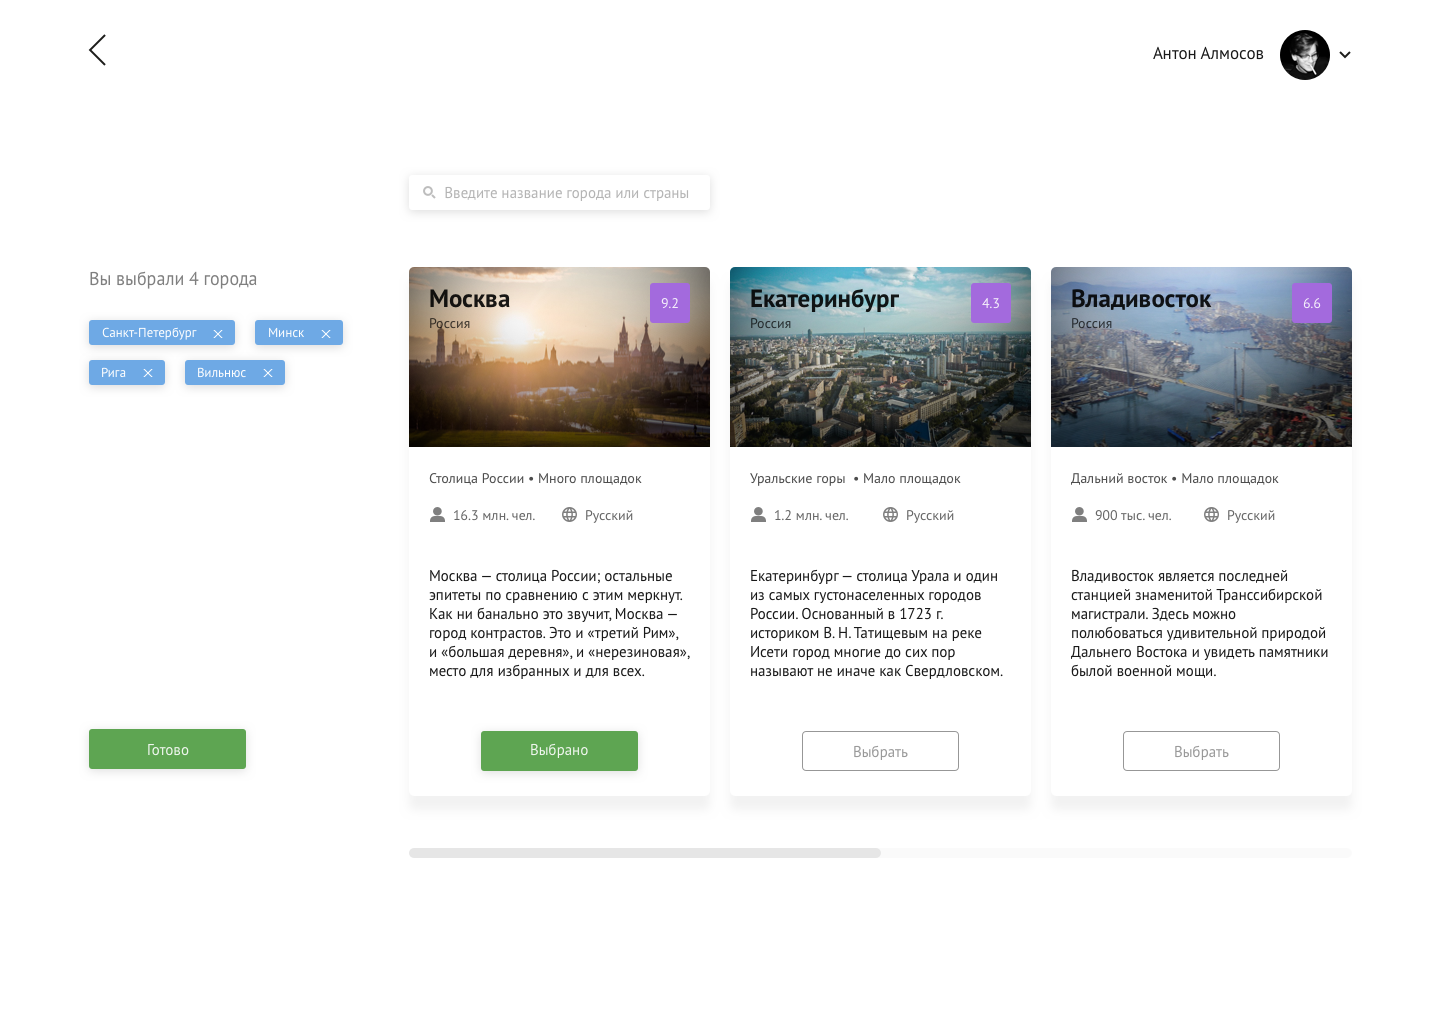 Антон Алмосов
Введите название города или страны
Вы выбрали 4 города
Санкт-Петербург
Минск
Рига
Вильнюс
Готово
Москва
9.2
Россия
Столица России • Много площадок
16.3 млн. чел.
Русский
Москва — столица России; остальные
эпитеты по сравнению с этим меркнут.
Как ни банально это звучит, Москва —
город контрастов. Это и «третий Рим»,
и «большая деревня», и «нерезиновая»,
место для избранных и для всех.
Выбрано
Екатеринбург
4.3
Россия
Уральские горы • Мало площадок
1.2 млн. чел.
Русский
Екатеринбург — столица Урала и один
из самых густонаселенных городов
России. Основанный в 1723 г.
историком В. Н. Татищевым на реке
Исети город многие до сих пор
называют не иначе как Свердловском.
Выбрать
Владивосток
6.6
Россия
Дальний восток • Мало площадок
900 тыс. чел.
Русский
Владивосток является последней
станцией знаменитой Транссибирской
магистрали. Здесь можно
полюбоваться удивительной природой
Дальнего Востока и увидеть памятники
былой военной мощи.
Выбрать